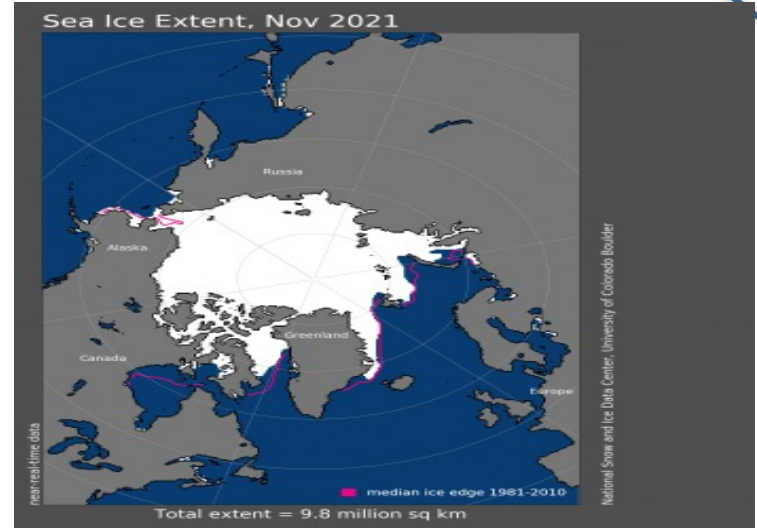 Sea Ice Extent, Nov 2021
Russia
Alaska
Greenland
Canada
Europe
median ice edge 1981-2010
Total extent = 9.8 million sq km
near-real-time data
National Snow and Ice Data Center, University of Colorado Boulder